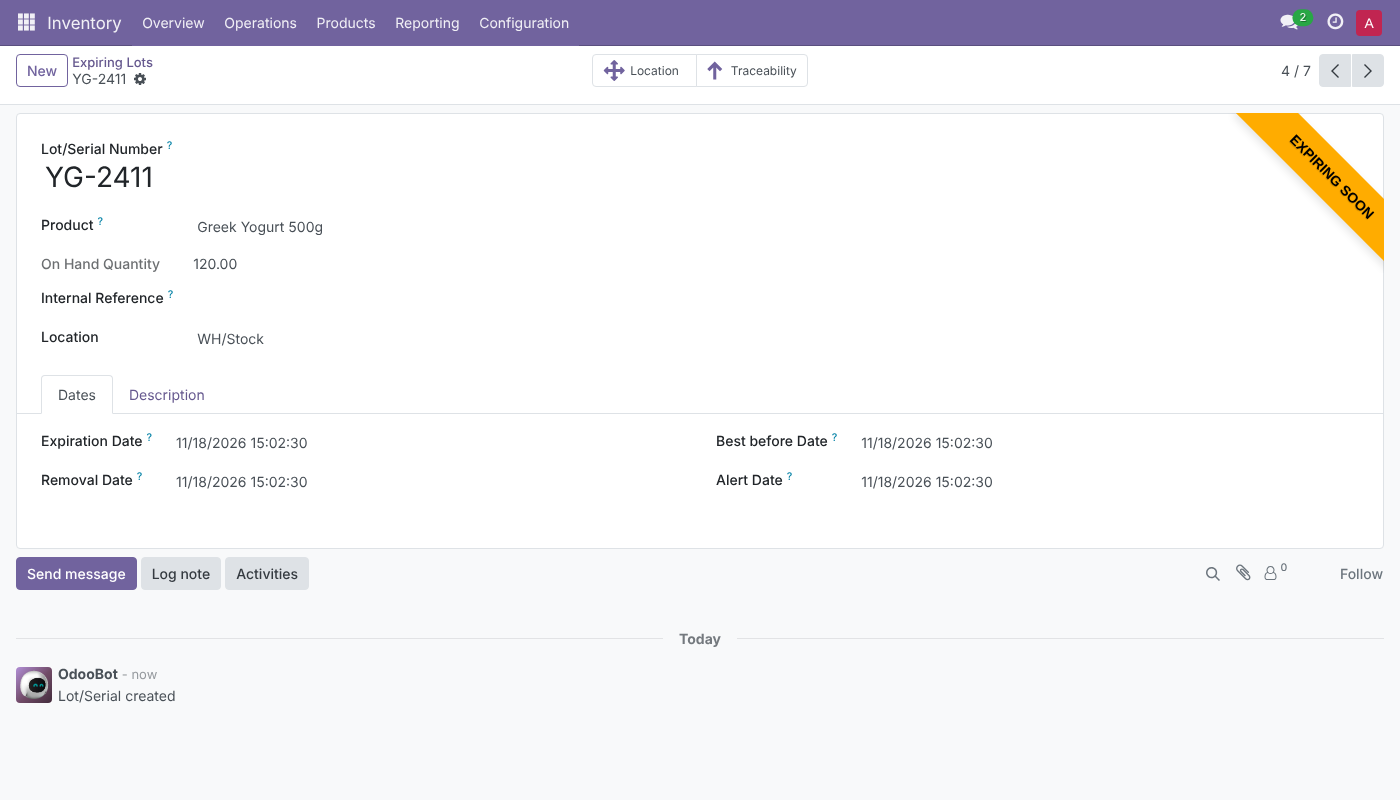 Inventory Overview Operations Products Reporting Configuration 2 A
New Expiring Lots Location Traceability 4 / 7
YG-2411
EXPIRING SOON
Lot/Serial Number ?
YG-2411
Product ? Greek Yogurt 500g
On Hand Quantity 120.00
Internal Reference ?
Location WH/Stock
Dates Description
Expiration Date ? 11/18/2026 15:02:30 Best before Date ? 11/18/2026 15:02:30
Removal Date ? 11/18/2026 15:02:30 Alert Date ? 11/18/2026 15:02:30
Send message Log note Activities 0 Follow
Today
OdooBot - now
Lot/Serial created